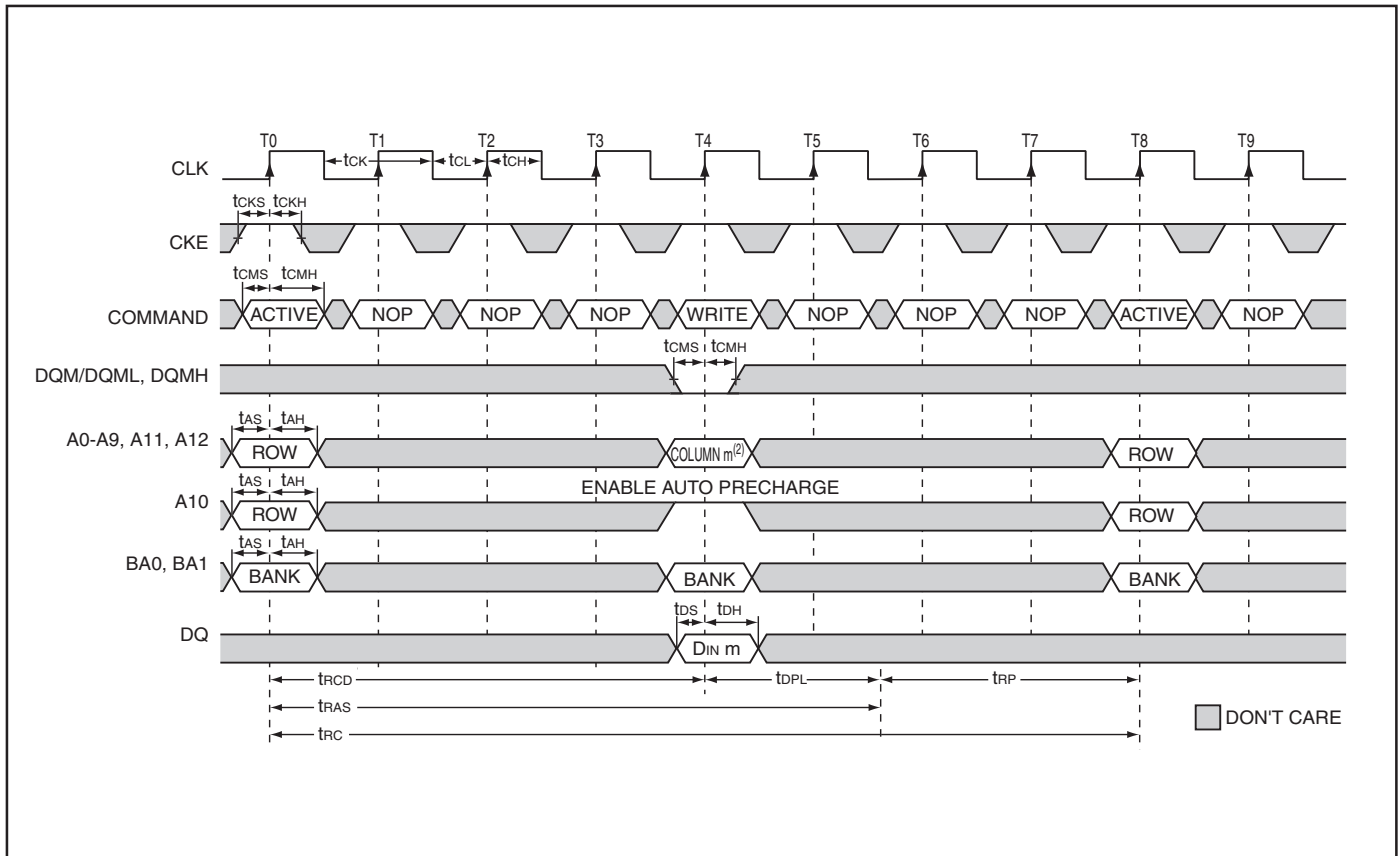 T0 T1 T2 T3 T4 T5 T6 T7 T8 T9
CLK tCK tCL tCH
tCKS tCKH
CKE
tCMS tCMH
COMMAND ACTIVE NOP NOP NOP WRITE NOP NOP NOP ACTIVE NOP
tCMS tCMH
DQM/DQML, DQMH
tAS tAH
A0-A9, A11, A12 ROW COLUMN m(2) ROW
tAS tAH ENABLE AUTO PRECHARGE
A10 ROW ROW
tAS tAH
BA0, BA1 BANK BANK BANK
tDS tDH
DQ DIN m
tRCD tDPL tRP
tRAS
tRC
DON'T CARE